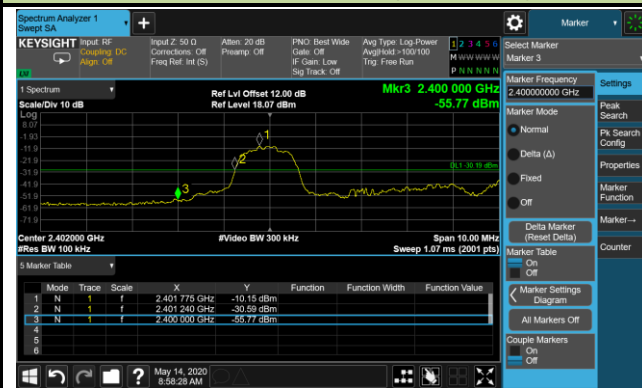 Spectrum Analyzer 1
Swept SA
+
Marker
KEYSIGHT
Input: RF
Coupling: DC
Align: Off
Input Z: 50 Ω
Corrections: Off
Freq Ref: Int (S)
Atten: 20 dB
Preamp: Off
PNO: Best Wide
Gate: Off
IF Gain: Low
Sig Track: Off
Avg Type: Log-Power
Avg|Hold:>100/100
Trig: Free Run
1 2 3 4 5 6
M W W W W W
P N N N N N
Select Marker
Marker 3
1 Spectrum
Scale/Div 10 dB
Ref Lvl Offset 12.00 dB
Ref Level 18.07 dBm
Mkr3 2.400 000 GHz
-55.77 dBm
Log
8.07
-1.93
-11.9
-21.9
-31.9
-41.9
-51.9
-61.9
-71.9
1
2
3
DL1 -30.19 dBm
Center 2.402000 GHz
#Res BW 100 kHz
#Video BW 300 kHz
Span 10.00 MHz
Sweep 1.07 ms (2001 pts)
5 Marker Table
Mode Trace Scale X Y Function Function Width Function Value
1 N 1 f 2.401 775 GHz -10.15 dBm
2 N 1 f 2.401 240 GHz -30.59 dBm
3 N 1 f 2.400 000 GHz -55.77 dBm
4
5
6
Marker Frequency
2.400000000 GHz
Marker Mode
Normal
Delta (Δ)
Fixed
Off
Delta Marker
(Reset Delta)
Marker Table
On
Off
Marker Settings
Diagram
All Markers Off
Couple Markers
On
Off
Settings
Peak
Search
Pk Search
Config
Properties
Marker
Function
Marker→
Counter
?
May 14, 2020
8:58:28 AM